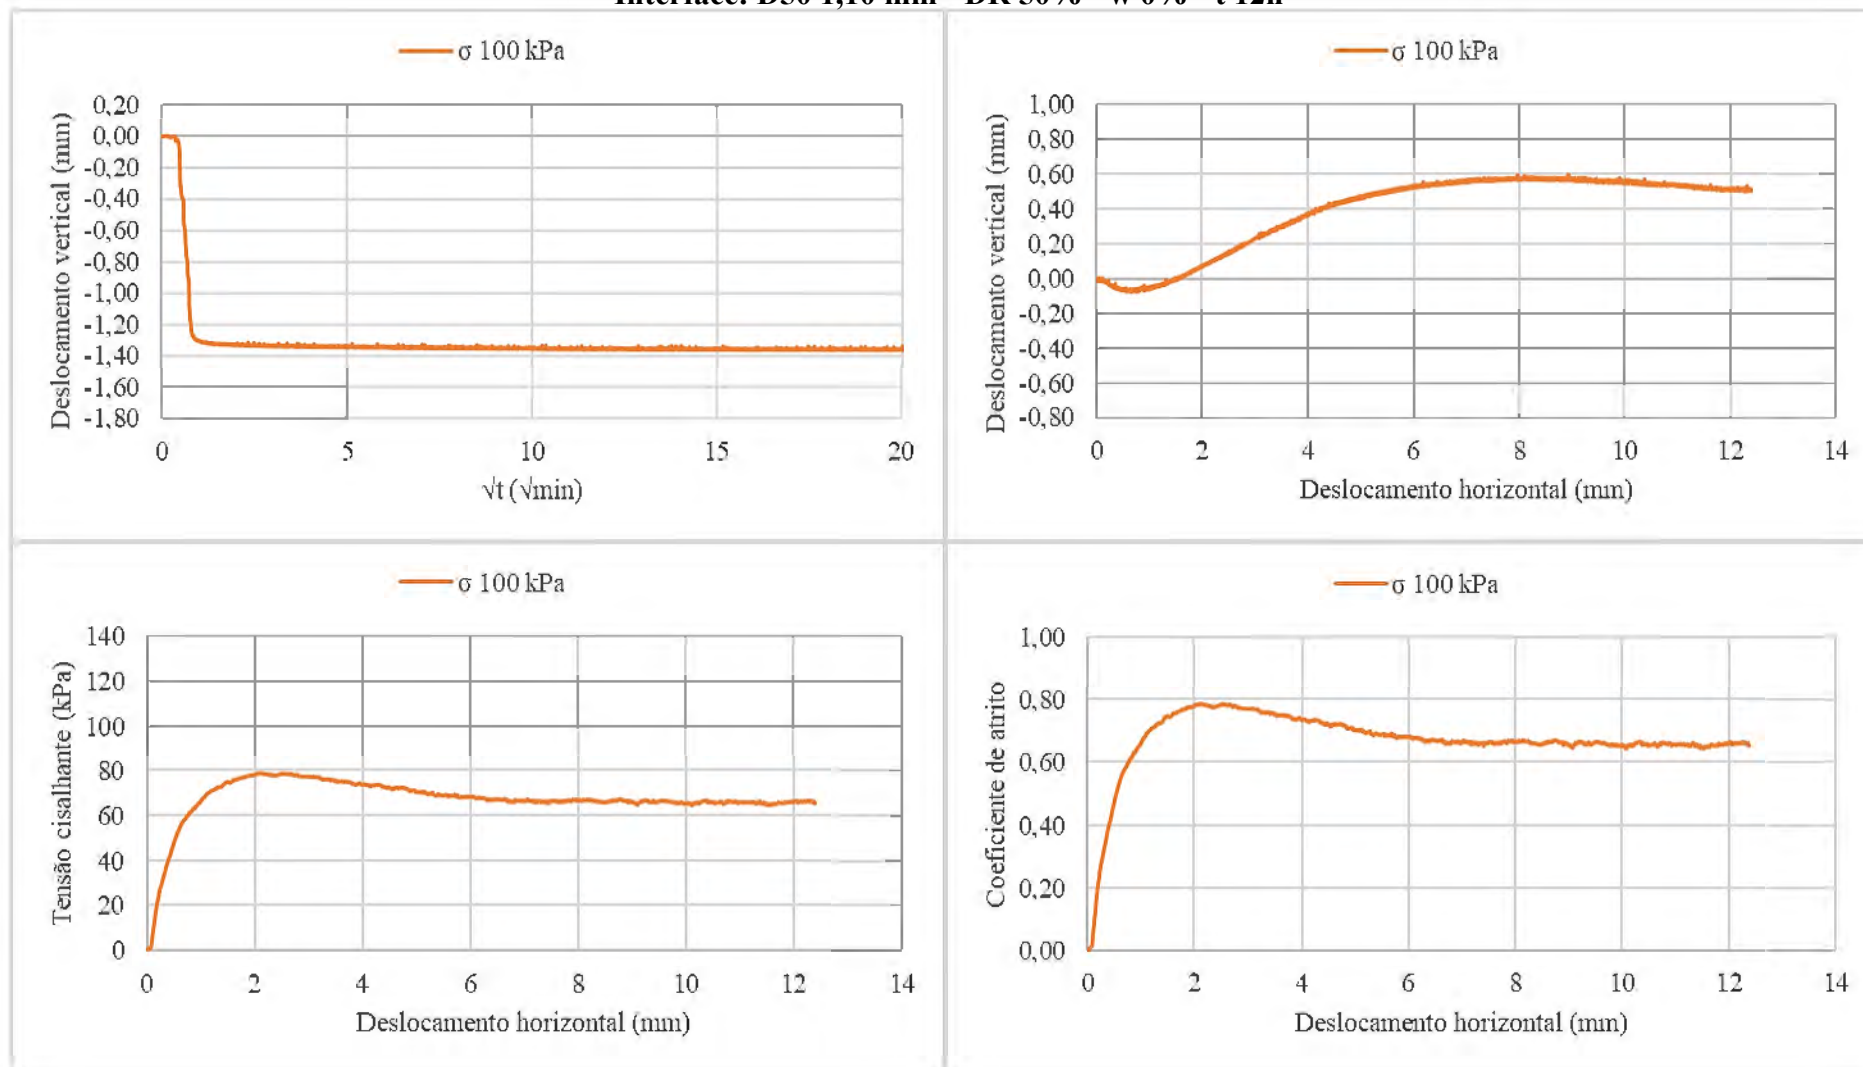 σ 100 kPa
0,20
0,00
-0,20
-0,40
-0,60
-0,80
-1,00
-1,20
-1,40
-1,60
-1,80
Deslocamento vertical (mm)
0 5 10 15 20
√t (√min)
σ 100 kPa
1,00
0,80
0,60
0,40
0,20
0,00
-0,20
-0,40
-0,60
-0,80
Deslocamento vertical (mm)
0 2 4 6 8 10 12 14
Deslocamento horizontal (mm)
σ 100 kPa
140
120
100
80
60
40
20
0
Tensão cisalhante (kPa)
0 2 4 6 8 10 12 14
Deslocamento horizontal (mm)
σ 100 kPa
1,00
0,80
0,60
0,40
0,20
0,00
Coeficiente de atrito
0 2 4 6 8 10 12 14
Deslocamento horizontal (mm)